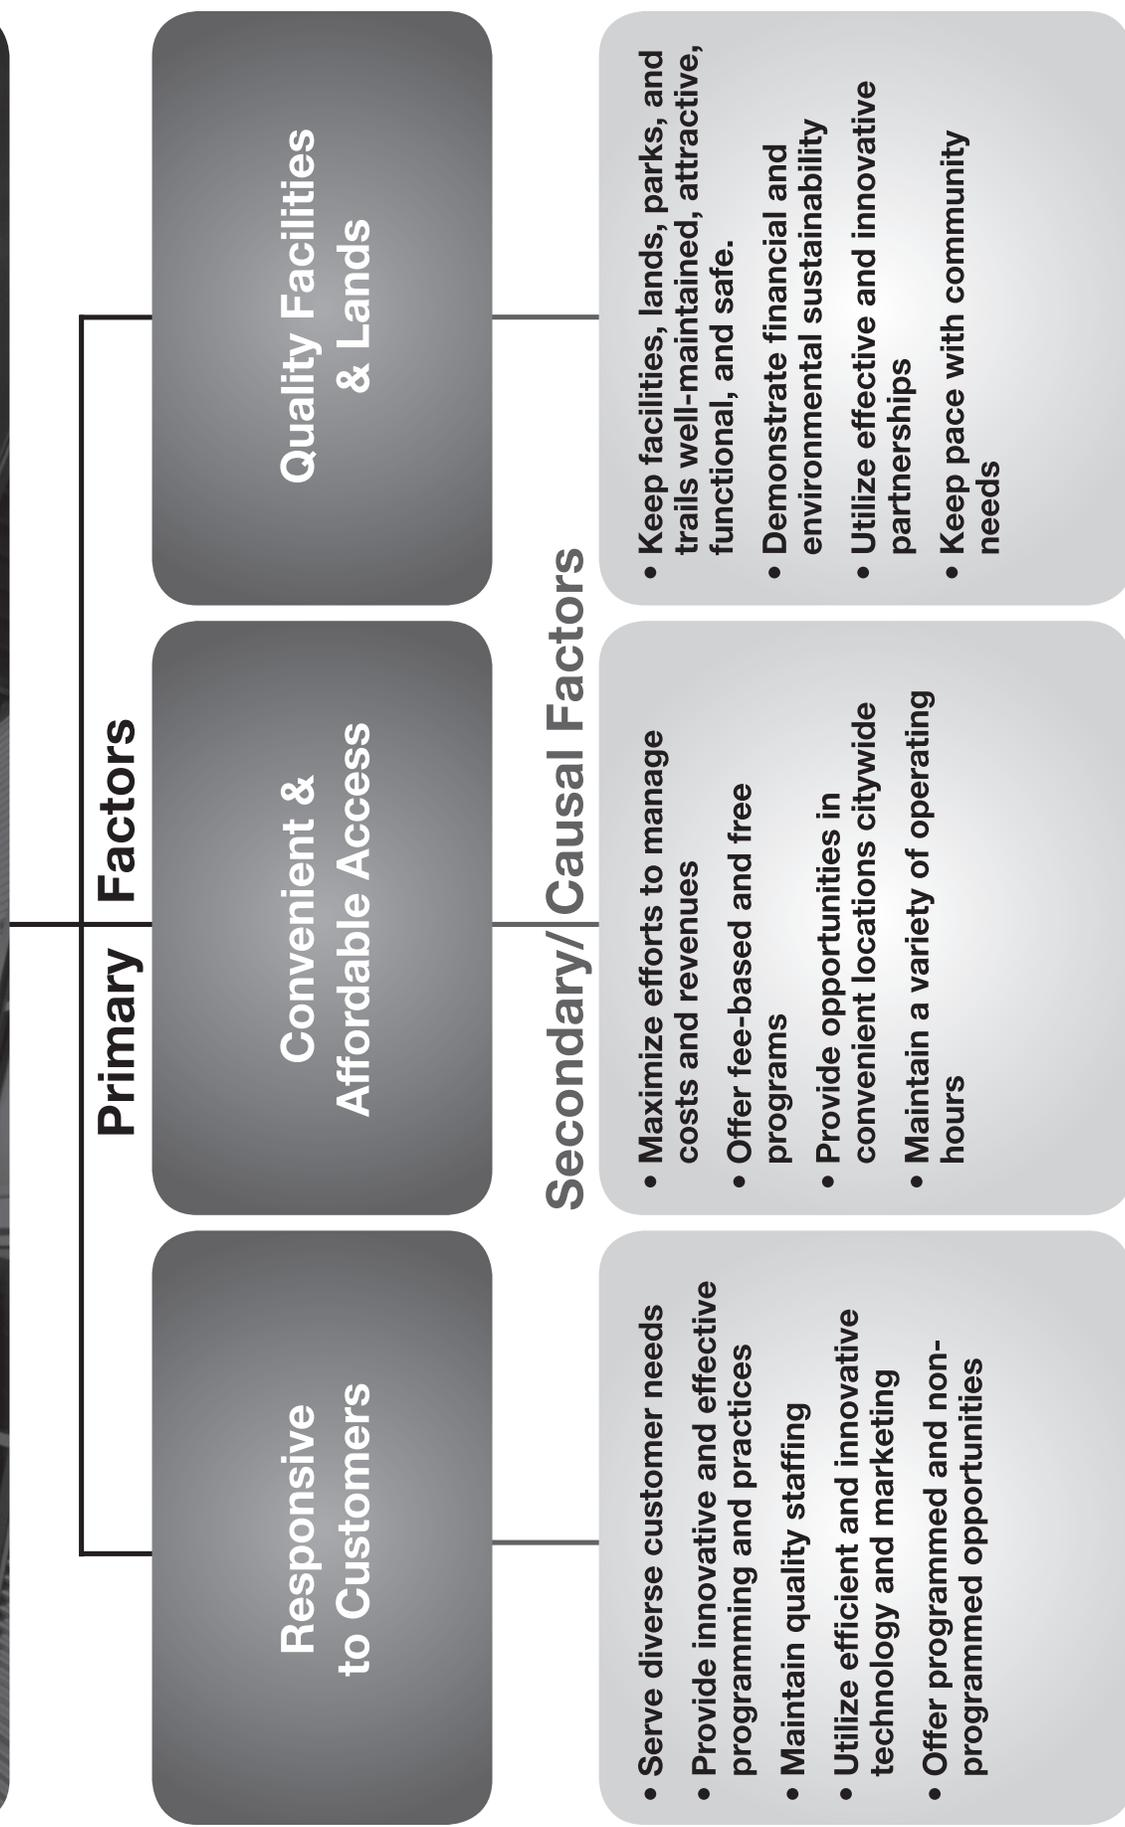 Primary Factors
Responsive
to Customers
Convenient &
Affordable Access
Quality Facilities
& Lands
Secondary/ Causal Factors
• Serve diverse customer needs
• Provide innovative and effective
programming and practices
• Maintain quality staffing
• Utilize efficient and innovative
technology and marketing
• Offer programmed and non-
programmed opportunities
• Maximize efforts to manage
costs and revenues
• Offer fee-based and free
programs
• Provide opportunities in
convenient locations citywide
• Maintain a variety of operating
hours
• Keep facilities, lands, parks, and
trails well-maintained, attractive,
functional, and safe.
• Demonstrate financial and
environmental sustainability
• Utilize effective and innovative
partnerships
• Keep pace with community
needs